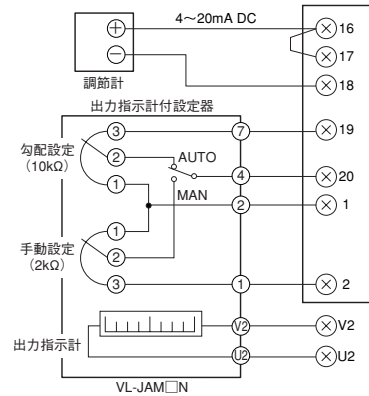 4～20mA DC
⊕
⊖
調節計
16
17
18
出力指示計付設定器
勾配設定
（10kΩ）
3
2
1
AUTO
MAN
7
4
2
19
20
1
手動設定
（2kΩ）
1
2
3
1
2
出力指示計
V2
U2
V2
U2
VL-JAM□N